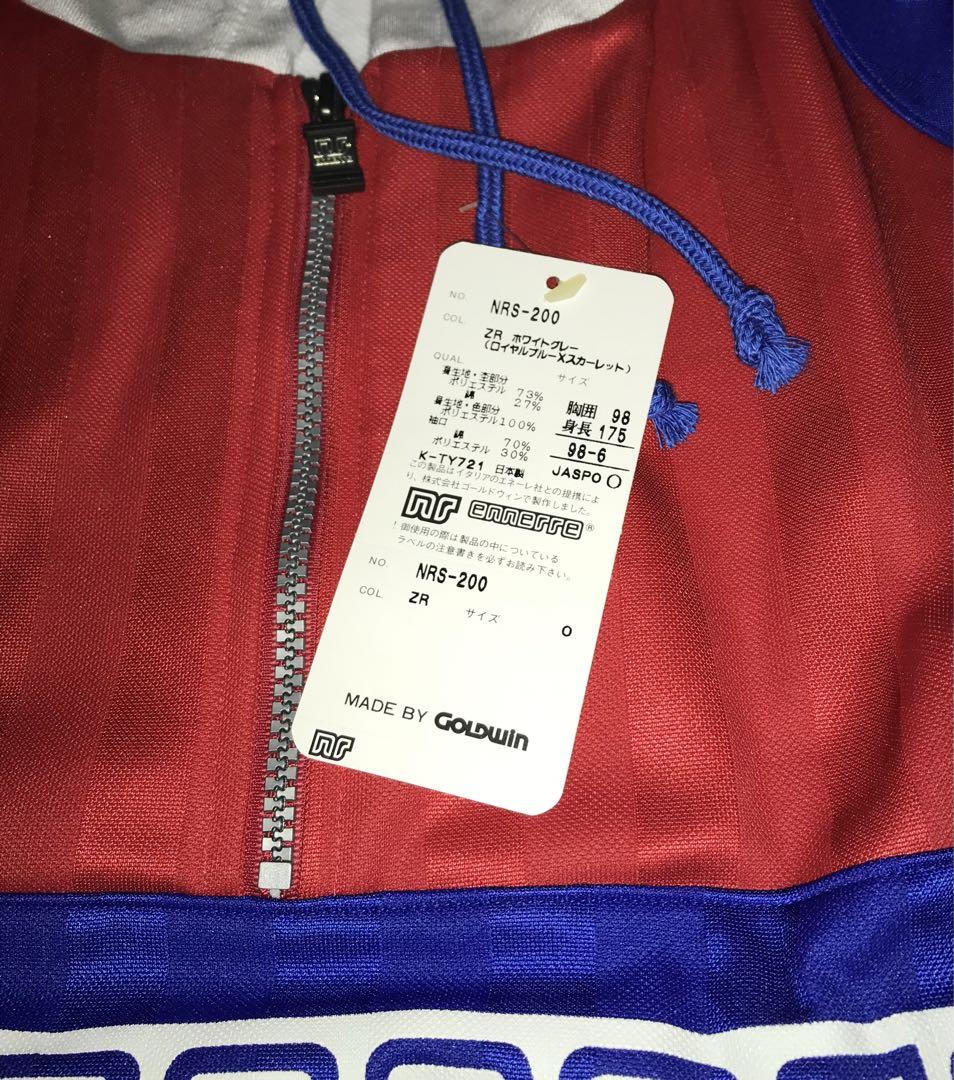 NO. NRS-200
COL. ZR ホワイトグレー
(ロイヤルブルーXスカーレット)
QUAL. サイズ
身生地・杢部分
ポリエステル 73%
綿 27%
身生地・色部分
ポリエステル100%
袖口
綿 70%
ポリエステル 30%
胸囲 98
身長 175
98-6
JASPO O
K-TY721 日本製
この製品はイタリアのエネーレ社との提携によ
り、株式会社ゴールドウィンで製作しました。
nr ennerre®
! 御使用の際は製品の中についている
ラベルの注意書きを必ずお読み下さい。
NO. NRS-200
COL. ZR
サイズ O
MADE BY GOLDWIN
nr